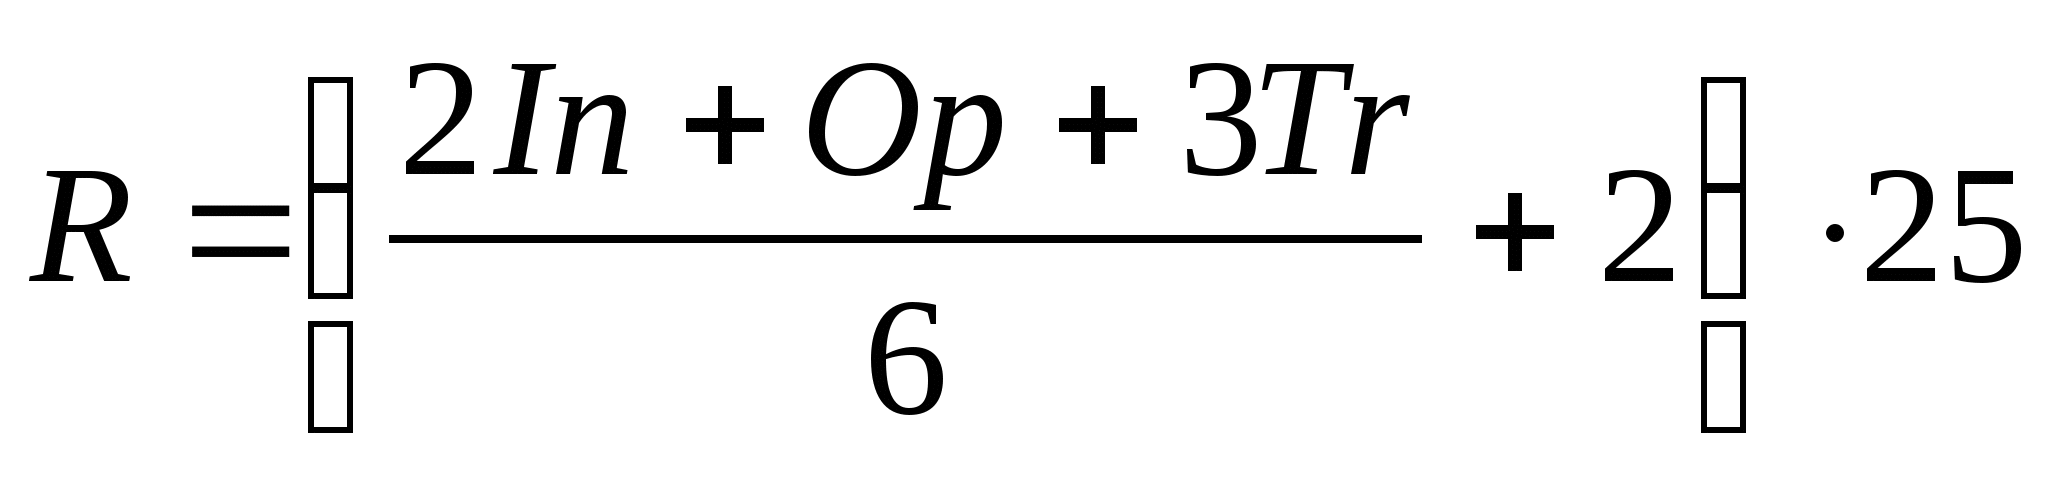 R = ( (2In + Op + 3Tr) / 6 + 2 ) · 25